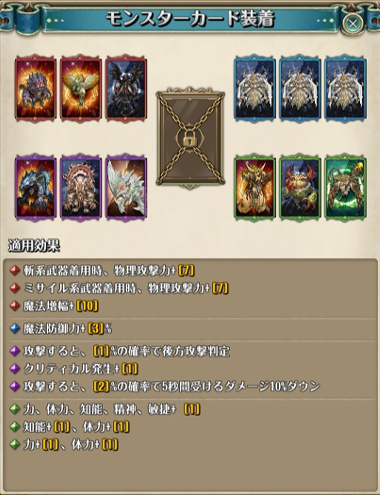 モンスターカード装着
適用効果
斬系武器着用時、物理攻撃力+[7]
ミサイル系武器着用時、物理攻撃力+[7]
魔法増幅+[10]
魔法防御力+[3]%
攻撃すると、[1]%の確率で後方攻撃判定
クリティカル発生+[1]
攻撃すると、[2]%の確率で5秒間受けるダメージ10%ダウン
力、体力、知能、精神、敏捷+ [1]
知能+[1]、体力+[1]
力+[1]、体力+[1]